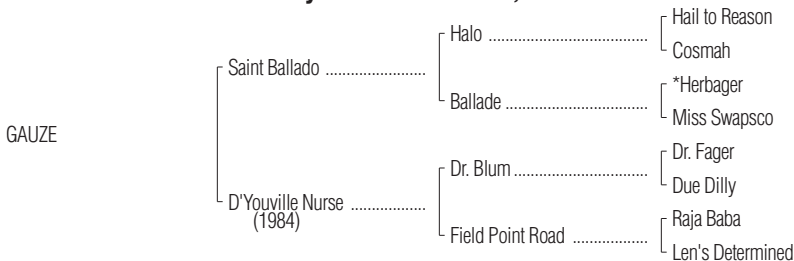 Hail to Reason
Halo
Cosmah
Saint Ballado
*Herbager
Ballade
Miss Swapsco
GAUZE
Dr. Fager
Dr. Blum
Due Dilly
D'Youville Nurse
(1984)
Raja Baba
Field Point Road
Len's Determined